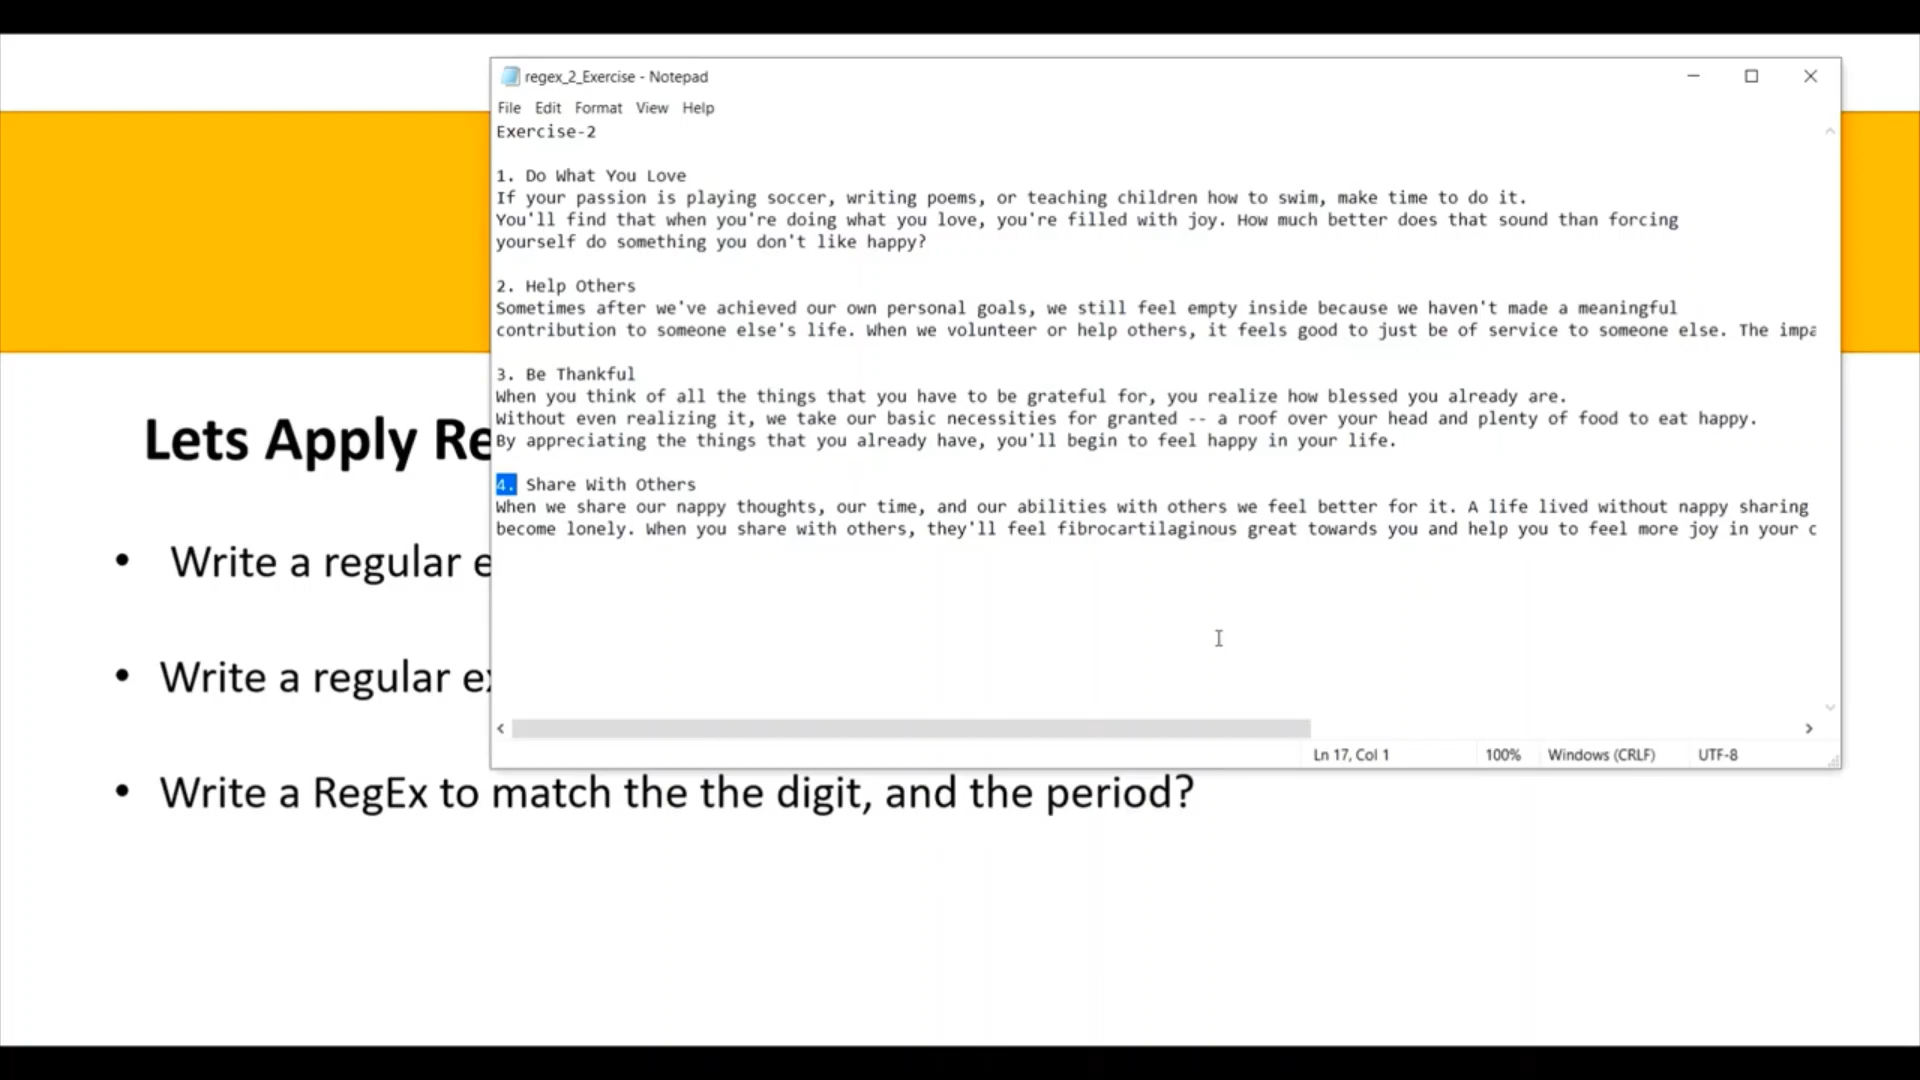 regex_2_Exercise - Notepad
File Edit Format View Help
Exercise-2
1. Do What You Love
If your passion is playing soccer, writing poems, or teaching children how to swim, make time to do it.
You'll find that when you're doing what you love, you're filled with joy. How much better does that sound than forcing
yourself do something you don't like happy?
2. Help Others
Sometimes after we've achieved our own personal goals, we still feel empty inside because we haven't made a meaningful
contribution to someone else's life. When we volunteer or help others, it feels good to just be of service to someone else. The impa
3. Be Thankful
When you think of all the things that you have to be grateful for, you realize how blessed you already are.
Without even realizing it, we take our basic necessities for granted -- a roof over your head and plenty of food to eat happy.
By appreciating the things that you already have, you'll begin to feel happy in your life.
4. Share With Others
When we share our nappy thoughts, our time, and our abilities with others we feel better for it. A life lived without nappy sharing
become lonely. When you share with others, they'll feel fibrocartilaginous great towards you and help you to feel more joy in your c
Ln 17, Col 1 100% Windows (CRLF) UTF-8
Lets Apply Re
• Write a regular e
• Write a regular ex
• Write a RegEx to match the the digit, and the period?